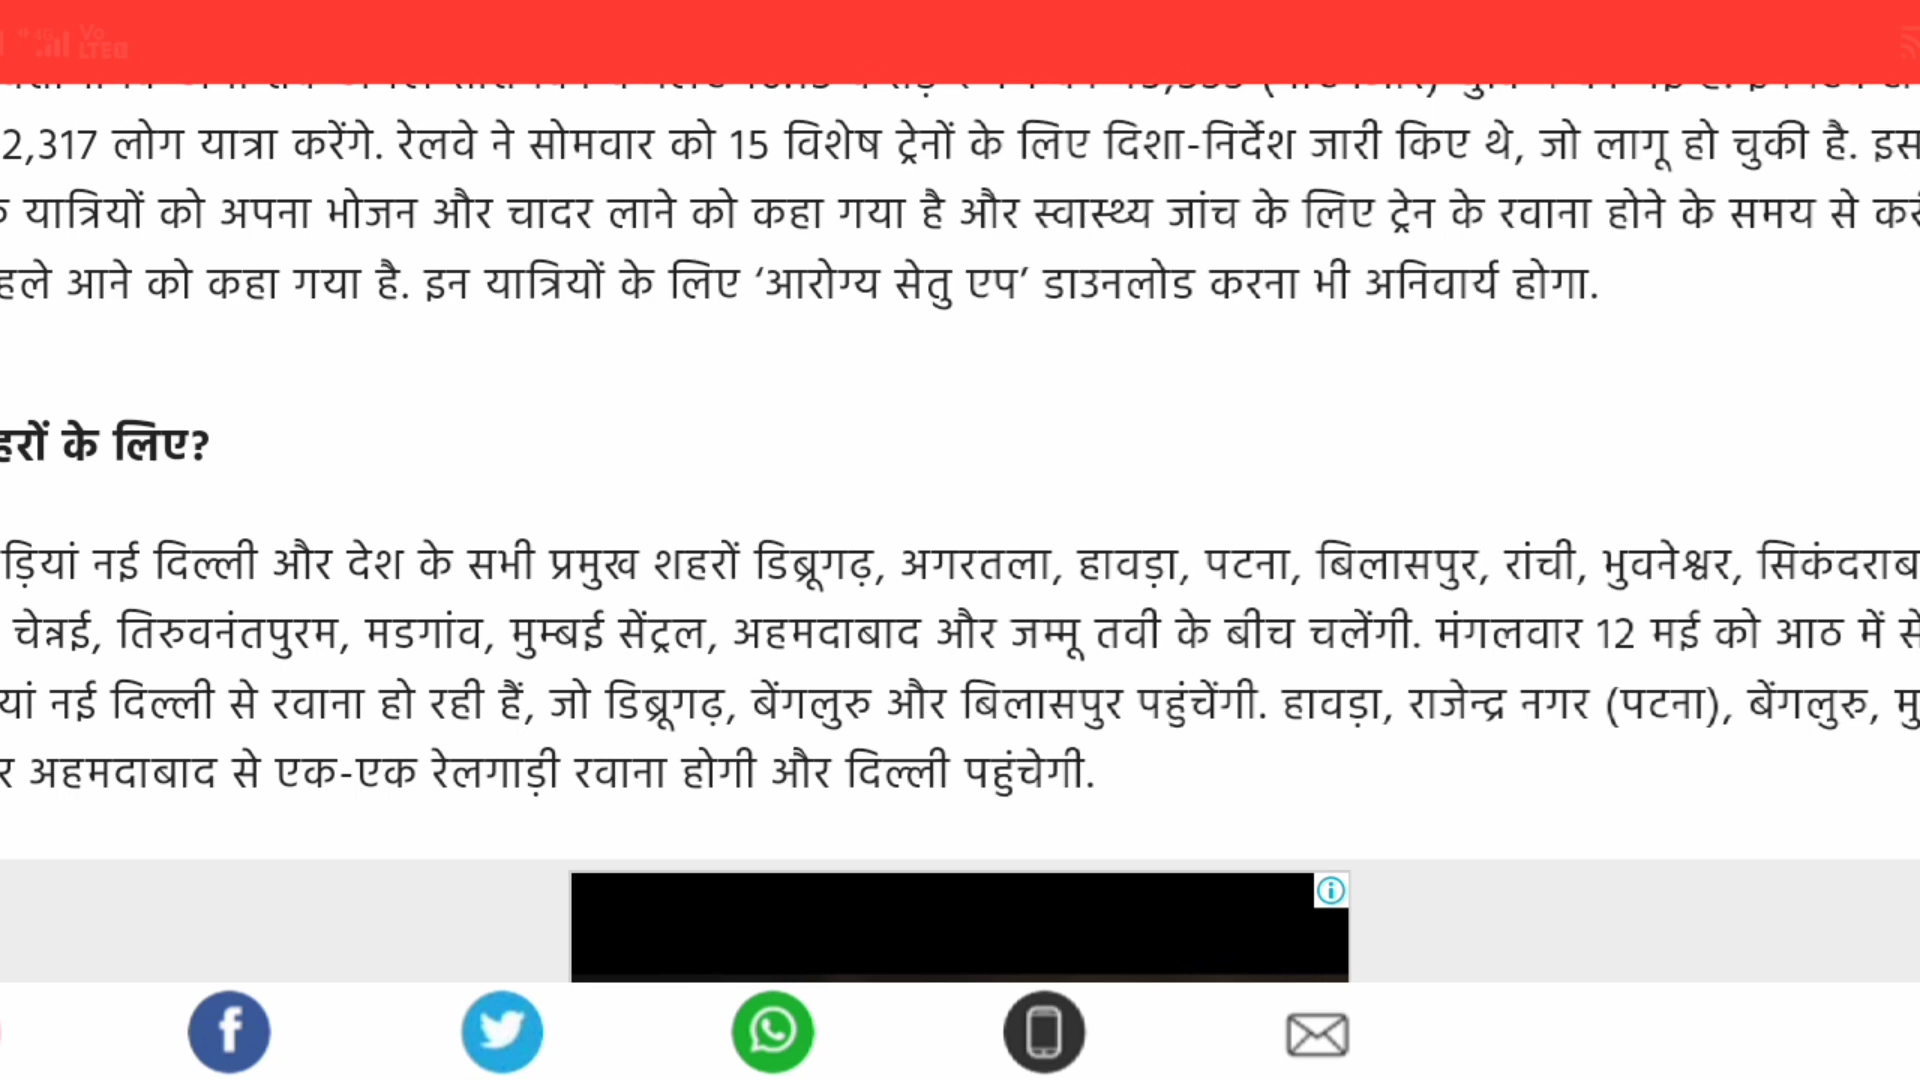 Vo
LTE
2,317 लोग यात्रा करेंगे. रेलवे ने सोमवार को 15 विशेष ट्रेनों के लिए दिशा-निर्देश जारी किए थे, जो लागू हो चुकी है. इस
यात्रियों को अपना भोजन और चादर लाने को कहा गया है और स्वास्थ्य जांच के लिए ट्रेन के रवाना होने के समय से
हले आने को कहा गया है. इन यात्रियों के लिए ‘आरोग्य सेतु एप’ डाउनलोड करना भी अनिवार्य होगा.
हरों के लिए?
ड़ियां नई दिल्ली और देश के सभी प्रमुख शहरों डिब्रूगढ़, अगरतला, हावड़ा, पटना, बिलासपुर, रांची, भुवनेश्वर, सिकंदराब
चेन्नई, तिरुवनंतपुरम, मडगांव, मुम्बई सेंट्रल, अहमदाबाद और जम्मू तवी के बीच चलेंगी. मंगलवार 12 मई को आठ में से
यां नई दिल्ली से रवाना हो रही हैं, जो डिब्रूगढ़, बेंगलुरु और बिलासपुर पहुंचेंगी. हावड़ा, राजेन्द्र नगर (पटना), बेंगलुरु, मु
र अहमदाबाद से एक-एक रेलगाड़ी रवाना होगी और दिल्ली पहुंचेगी.